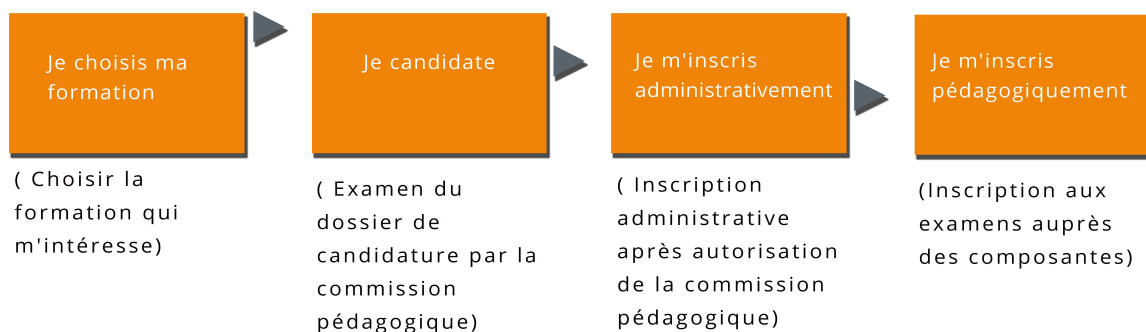 Je choisis ma
formation
( Choisir la
formation qui
m'intéresse)
Je candidate
( Examen du
dossier de
candidature par la
commission
pédagogique)
Je m'inscris
administrativement
( Inscription
administrative
après autorisation
de la commission
pédagogique)
Je m'inscris
pédagogiquement
(Inscription aux
examens auprès
des composantes)